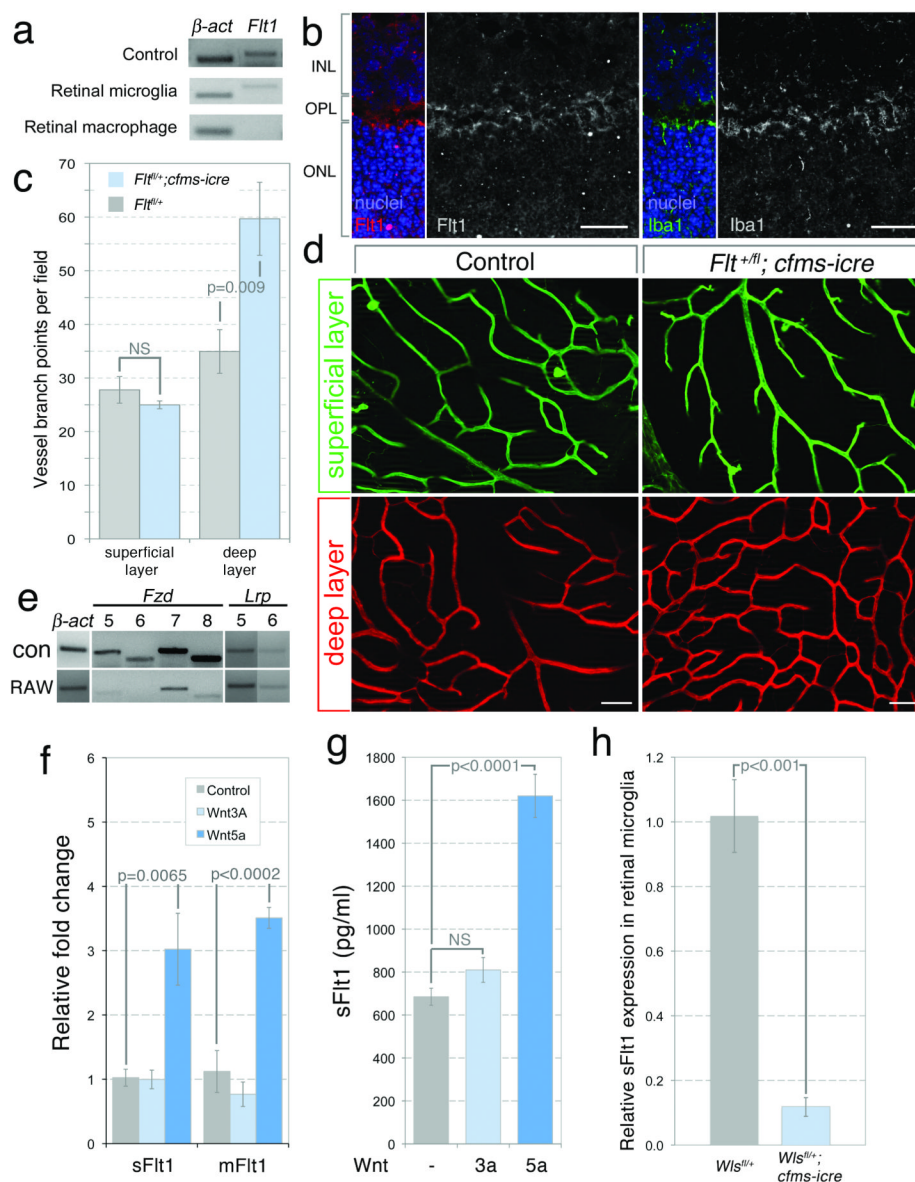 a
β-act Flt1
Control
Retinal microglia
Retinal macrophage
b
INL
OPL
ONL
nuclei
Flt1
Flt1
nuclei
Iba1
Iba1
c
Vessel branch points per field
70
60
50
40
30
20
10
0
Flt^fl/+;cfms-icre
Flt^fl/+
NS
p=0.009
superficial
layer
deep
layer
d
Control
Flt^+/fl; cfms-icre
superficial layer
deep layer
e
β-act
Fzd
Lrp
5 6 7 8 5 6
con
RAW
f
Relative fold change
6
5
4
3
2
1
0
Control
Wnt3A
Wnt5a
p=0.0065
p<0.0002
sFlt1 mFlt1
g
sFlt1 (pg/ml)
1800
1600
1400
1200
1000
800
600
400
200
0
p<0.0001
NS
Wnt - 3a 5a
h
Relative sFlt1 expression in retinal microglia
1.2
1.0
0.8
0.6
0.4
0.2
0.0
p<0.001
Wls^fl/+
Wls^fl/+;
cfms-icre